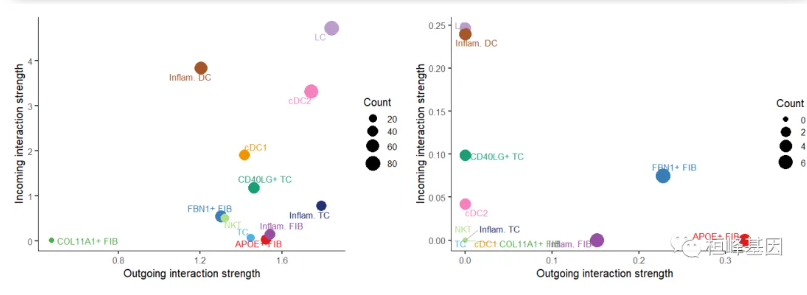 LC
Inflam. DC
cDC2
cDC1
CD40LG+ TC
Inflam. TC
FBN1+ FIB
NKT
Inflam. FIB
TC
APOE+ FIB
COL11A1+ FIB
0
1
2
3
4
0.8
1.2
1.6
Incoming interaction strength
Outgoing interaction strength
Count
20
40
60
80
LC
Inflam. DC
CD40LG+ TC
FBN1+ FIB
cDC2
NKT
Inflam. TC
APOE+ FIB
TC
cDC1
COL11A1+ FIB
Inflam. FIB
0.00
0.05
0.10
0.15
0.20
0.25
0.0
0.1
0.2
0.3
Incoming interaction strength
Outgoing interaction strength
Count
0
2
4
6
桓峰基因